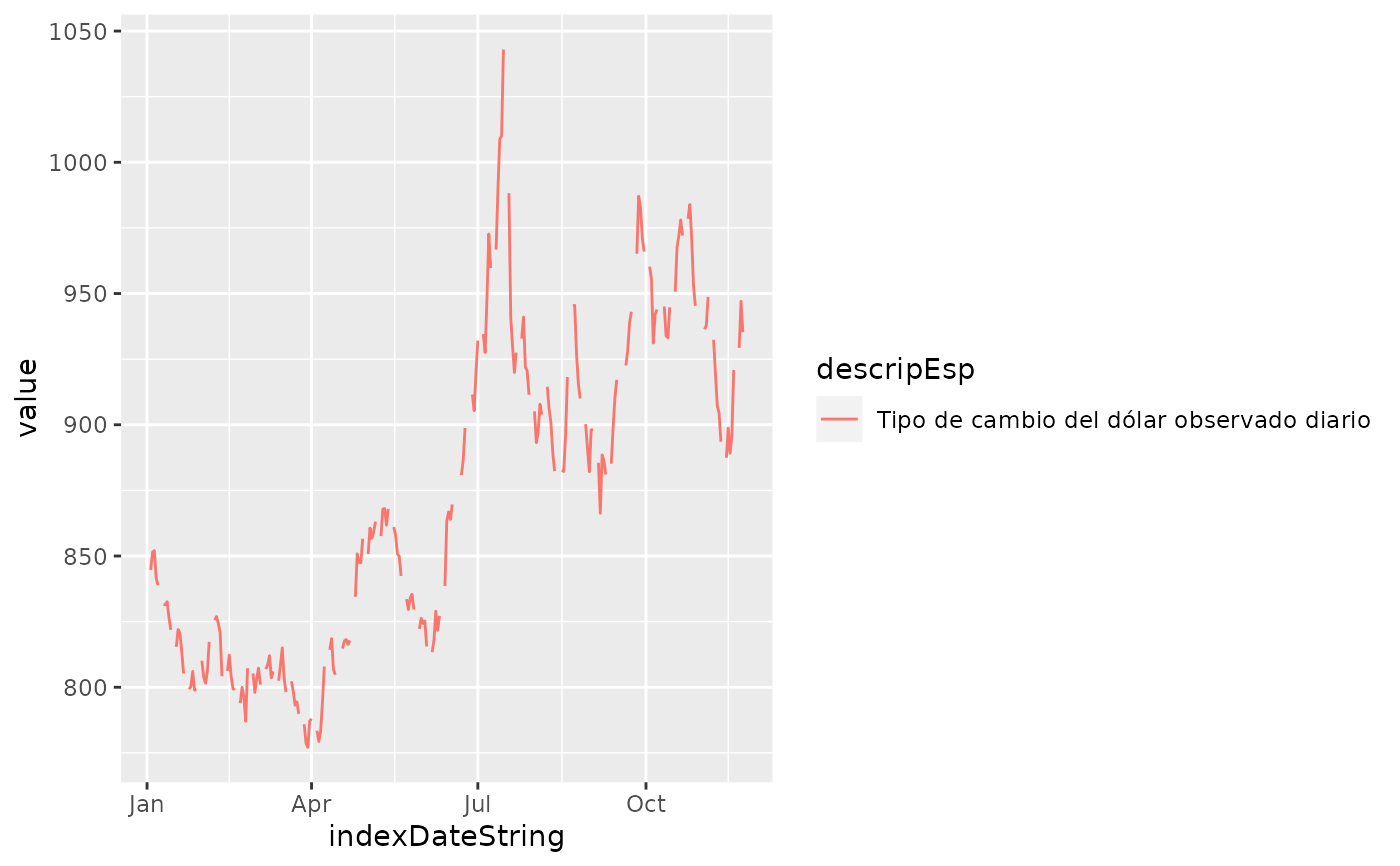 1050
1000
950
900
850
800
value
Jan
Apr
Jul
Oct
indexDateString
descripEsp
Tipo de cambio del dólar observado diario